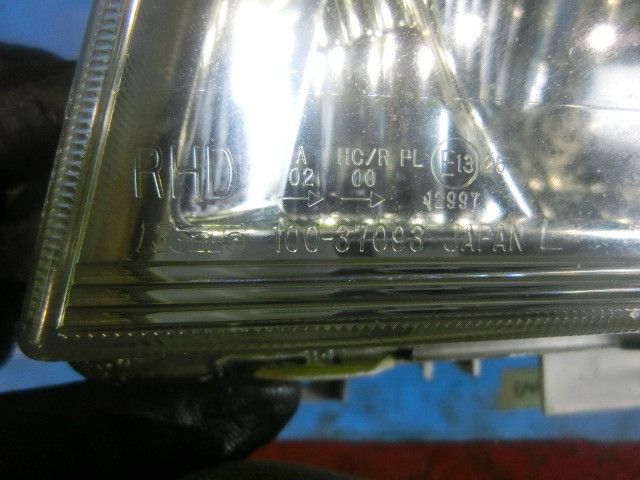 RHD
A HC/R PL E13 26
02 00 12997
100-37093 JAPAN L